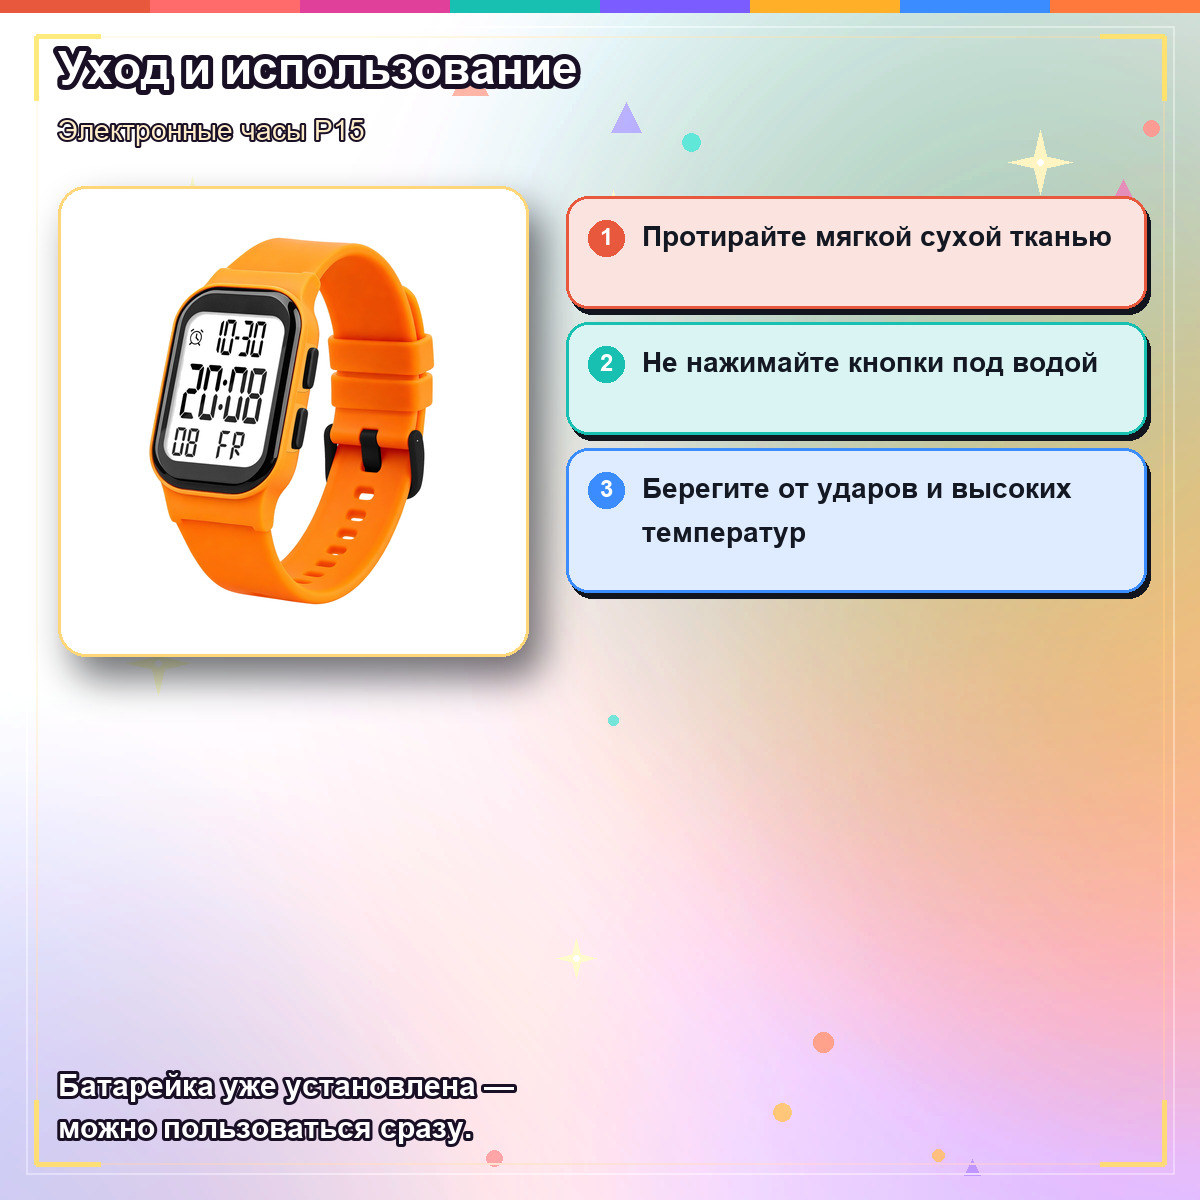 Уход и использование
Электронные часы P15
10:30
20:08
08 FR
1 Протирайте мягкой сухой тканью
2 Не нажимайте кнопки под водой
3 Берегите от ударов и высоких
температур
Батарейка уже установлена —
можно пользоваться сразу.